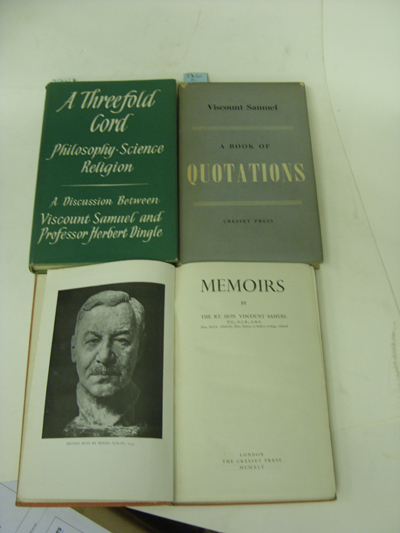 A Threefold
Cord
Philosophy·Science
Religion
A Discussion Between
Viscount Samuel and
Professor Herbert Dingle
Viscount Samuel
A BOOK OF
QUOTATIONS
CRESSET PRESS
MEMOIRS
BY
THE RT. HON. VISCOUNT SAMUEL
LONDON
THE CRESSET PRESS
MCMXLV